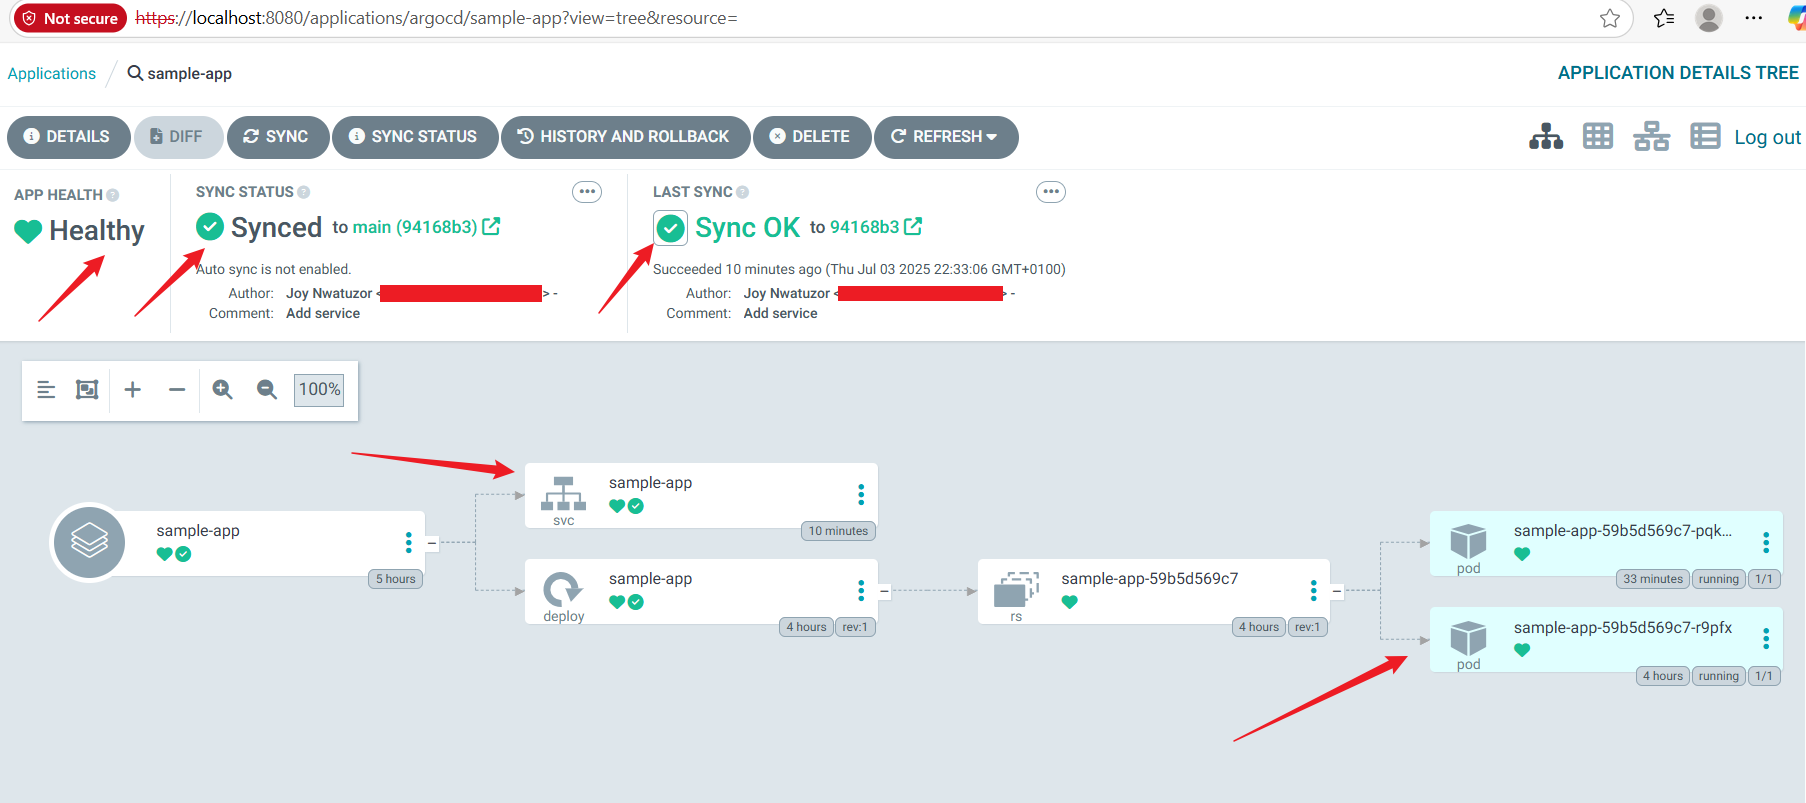 Not secure https://localhost:8080/applications/argocd/sample-app?view=tree&resource=
Applications / sample-app
APPLICATION DETAILS TREE
DETAILS DIFF SYNC SYNC STATUS HISTORY AND ROLLBACK DELETE REFRESH
Log out
APP HEALTH
Healthy
SYNC STATUS
Synced to main (94168b3)
Auto sync is not enabled.
Author: Joy Nwatuzor < > -
Comment: Add service
LAST SYNC
Sync OK to 94168b3
Succeeded 10 minutes ago (Thu Jul 03 2025 22:33:06 GMT+0100)
Author: Joy Nwatuzor < > -
Comment: Add service
100%
sample-app
5 hours
sample-app
svc
10 minutes
sample-app
deploy
4 hours rev:1
sample-app-59b5d569c7
rs
4 hours rev:1
sample-app-59b5d569c7-pqk...
pod
33 minutes running 1/1
sample-app-59b5d569c7-r9pfx
pod
4 hours running 1/1